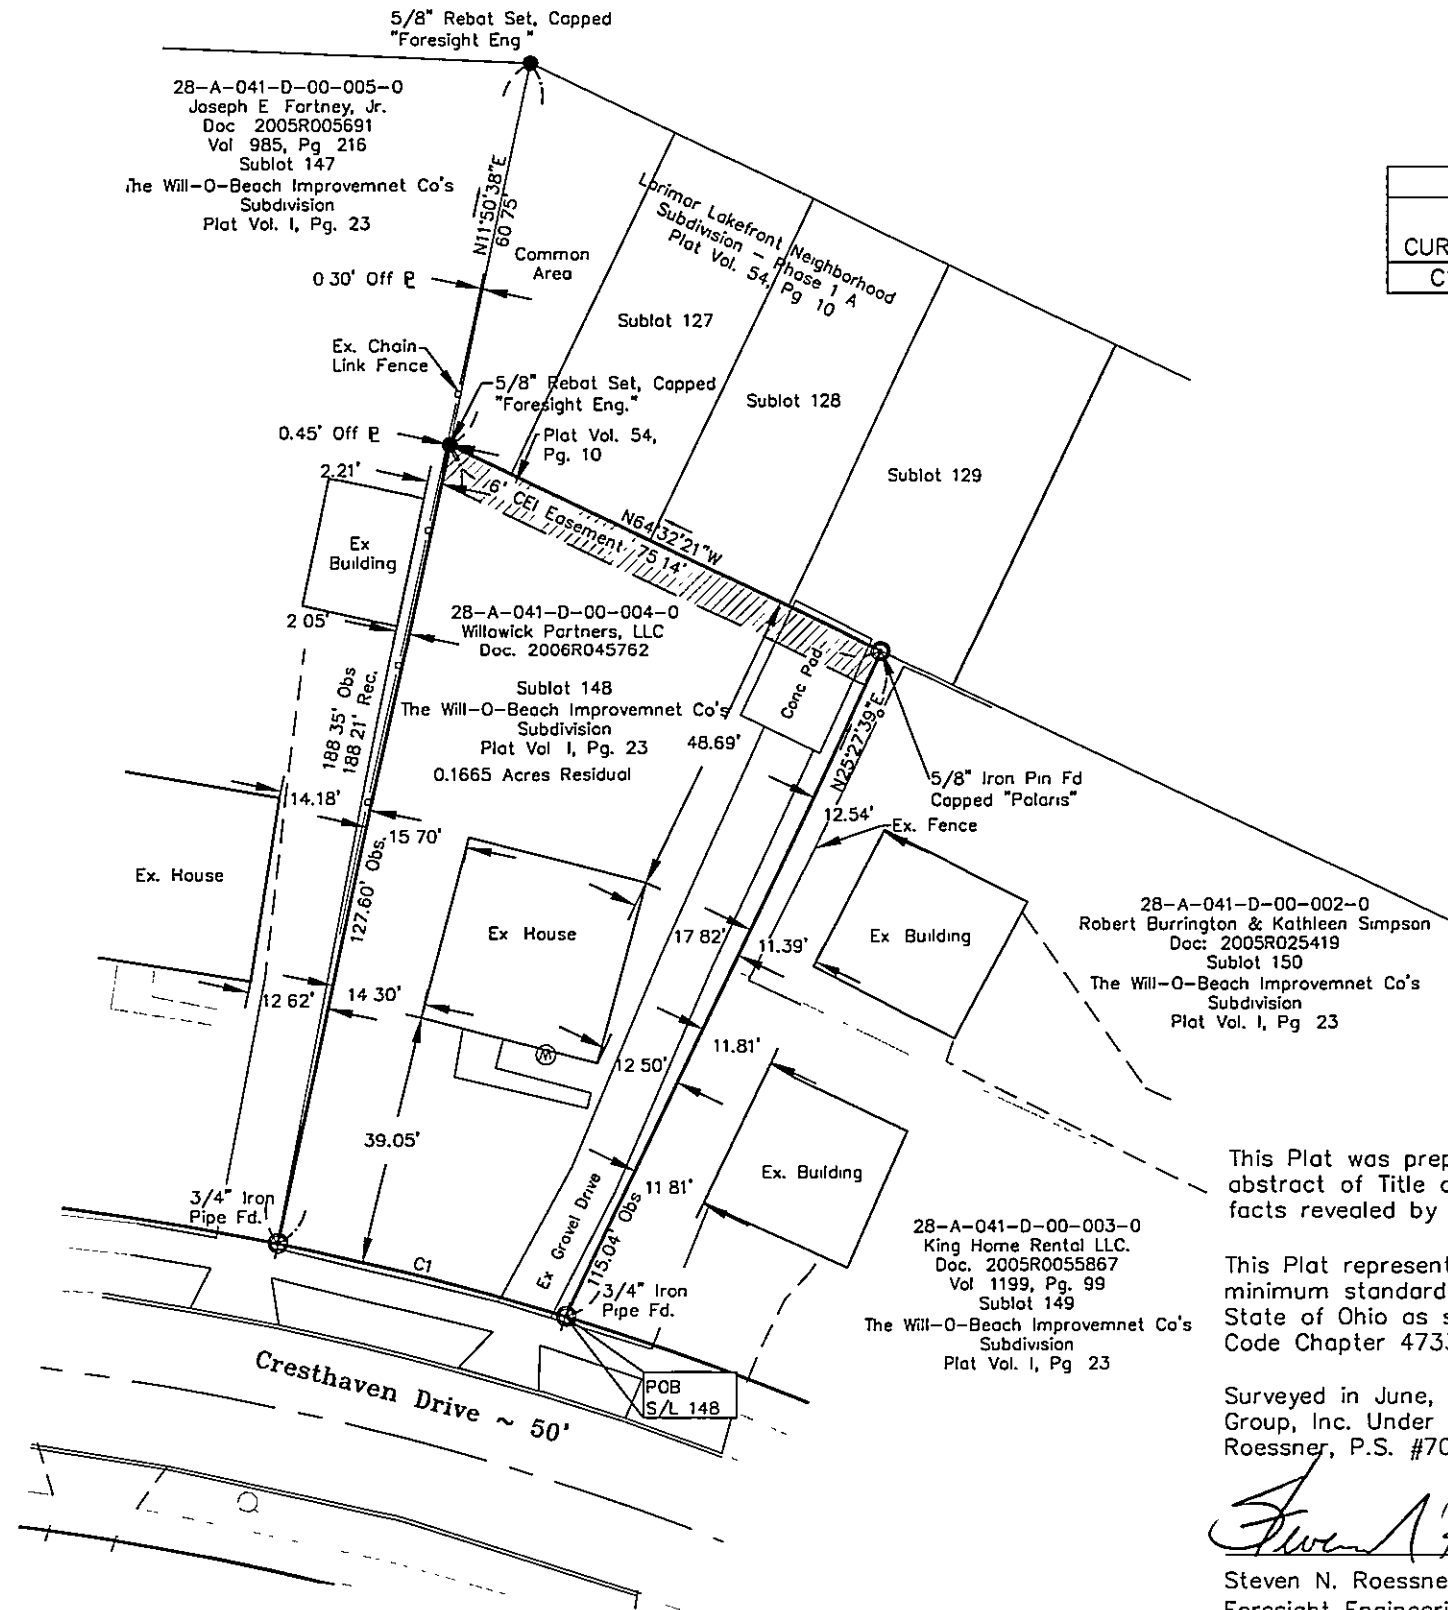 5/8" Rebat Set, Capped
"Foresight Eng "
28-A-041-D-00-005-0
Joseph E Fortney, Jr.
Doc 2005R005691
Vol 985, Pg 216
Sublot 147
The Will-O-Beach Improvemnet Co's
Subdivision
Plat Vol. I, Pg. 23
N11°50'38"E
60 75'
Common
Area
Larimar Lakefront Neighborhood
Subdivision - Phase 1 A
Plat Vol. 54, Pg 10
0 30' Off PL
Sublot 127
Ex. Chain-
Link Fence
5/8" Rebat Set, Capped
"Foresight Eng."
Sublot 128
0.45' Off PL
Plat Vol. 54,
Pg. 10
Sublot 129
2.21'
6' CEI Easement
N64°32'21"W
75 14'
Ex
Building
2 05'
28-A-041-D-00-004-0
Willowick Partners, LLC
Doc. 2006R045762
Sublot 148
The Will-O-Beach Improvemnet Co's
Subdivision
Plat Vol I, Pg. 23
0.1665 Acres Residual
188 35' Obs
188 21' Rec.
Conc Pad
48.69'
N25°27'39"E
5/8" Iron Pin Fd
Capped "Polaris"
14.18'
15 70'
12.54'
Ex. Fence
Ex. House
127.60' Obs.
Ex House
17 82'
11.39'
Ex Building
28-A-041-D-00-002-0
Robert Burrington & Kathleen Simpson
Doc: 2005R025419
Sublot 150
The Will-O-Beach Improvemnet Co's
Subdivision
Plat Vol. I, Pg 23
12 62'
14 30'
12 50'
11.81'
W
39.05'
Ex. Building
11 81'
Ex Gravel Drive
115.04' Obs
3/4" Iron
Pipe Fd.
C1
3/4" Iron
Pipe Fd.
28-A-041-D-00-003-0
King Home Rental LLC.
Doc. 2005R0055867
Vol 1199, Pg. 99
Sublot 149
The Will-O-Beach Improvemnet Co's
Subdivision
Plat Vol. I, Pg 23
POB
S/L 148
Cresthaven Drive ~ 50'
CUR
C
This Plat was prep
abstract of Title o
facts revealed by
This Plat represent
minimum standard
State of Ohio as s
Code Chapter 473
Surveyed in June,
Group, Inc. Under
Roessner, P.S. #70
Steven N. Roessne
Foresight Engineeri